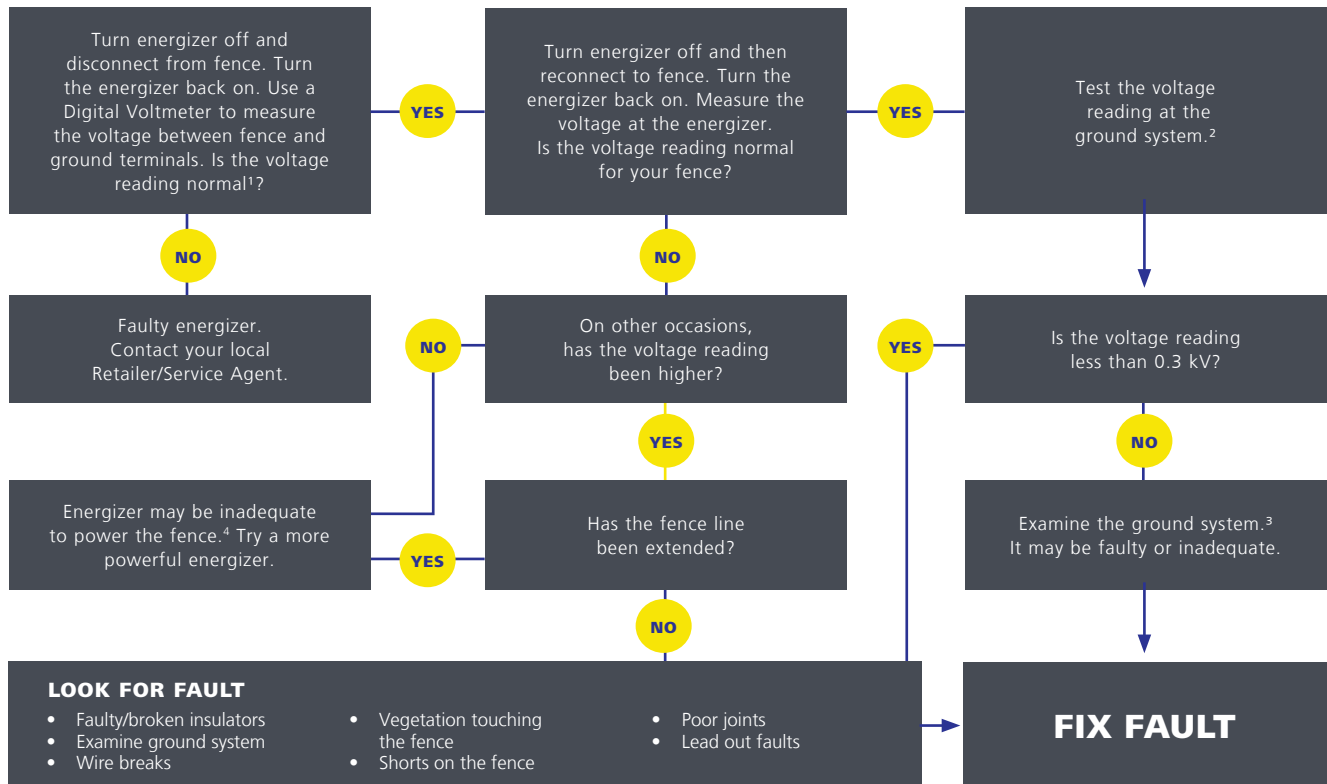 Turn energizer off and
disconnect from fence. Turn
the energizer back on. Use a
Digital Voltmeter to measure
the voltage between fence and
ground terminals. Is the voltage
reading normal¹?
YES
Turn energizer off and then
reconnect to fence. Turn the
energizer back on. Measure the
voltage at the energizer.
Is the voltage reading normal
for your fence?
YES
Test the voltage
reading at the
ground system.²
NO
NO
Faulty energizer.
Contact your local
Retailer/Service Agent.
NO
On other occasions,
has the voltage reading
been higher?
YES
Is the voltage reading
less than 0.3 kV?
YES
NO
Energizer may be inadequate
to power the fence.⁴ Try a more
powerful energizer.
YES
Has the fence line
been extended?
Examine the ground system.³
It may be faulty or inadequate.
NO
LOOK FOR FAULT
• Faulty/broken insulators
• Examine ground system
• Wire breaks
• Vegetation touching
the fence
• Shorts on the fence
• Poor joints
• Lead out faults
FIX FAULT